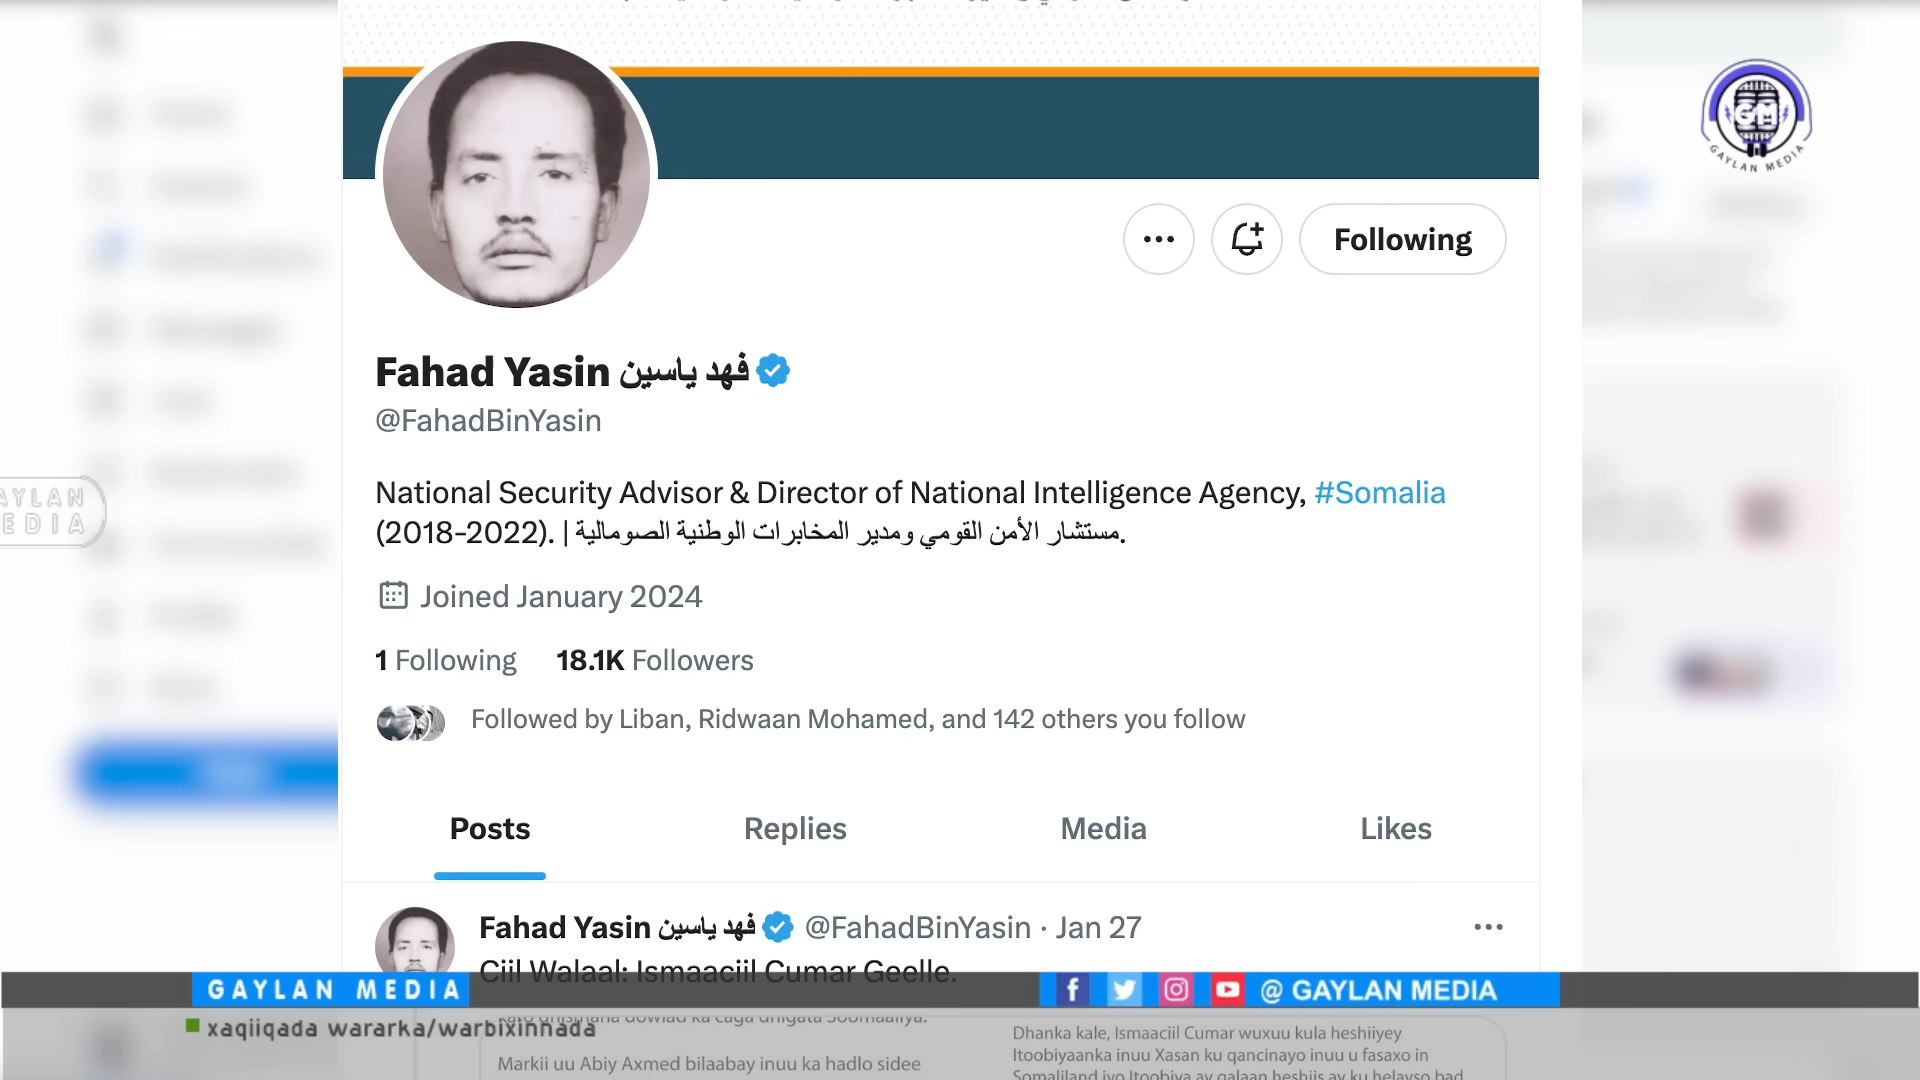 GAYLAN MEDIA
Following
Fahad Yasin فهد ياسين
@FahadBinYasin
National Security Advisor & Director of National Intelligence Agency, #Somalia
(2018-2022). | مستشار الأمن القومي ومدير المخابرات الوطنية الصومالية.
AYLAN
EDIA
Joined January 2024
1 Following 18.1K Followers
Followed by Liban, Ridwaan Mohamed, and 142 others you follow
Posts Replies Media Likes
Fahad Yasin فهد ياسين @FahadBinYasin · Jan 27
Ciil Walaal: Ismaaciil Cumar Geelle.
GAYLAN MEDIA
@ GAYLAN MEDIA
xaqiiqada wararka/warbixinnada
Markii uu Abiy Axmed bilaabay inuu ka hadlo sidee
Dhanka kale, Ismaaciil Cumar wuxuu kula heshiiyey
Itoobiyaanka inuu Xasan ku qancinayo inuu u fasaxo in